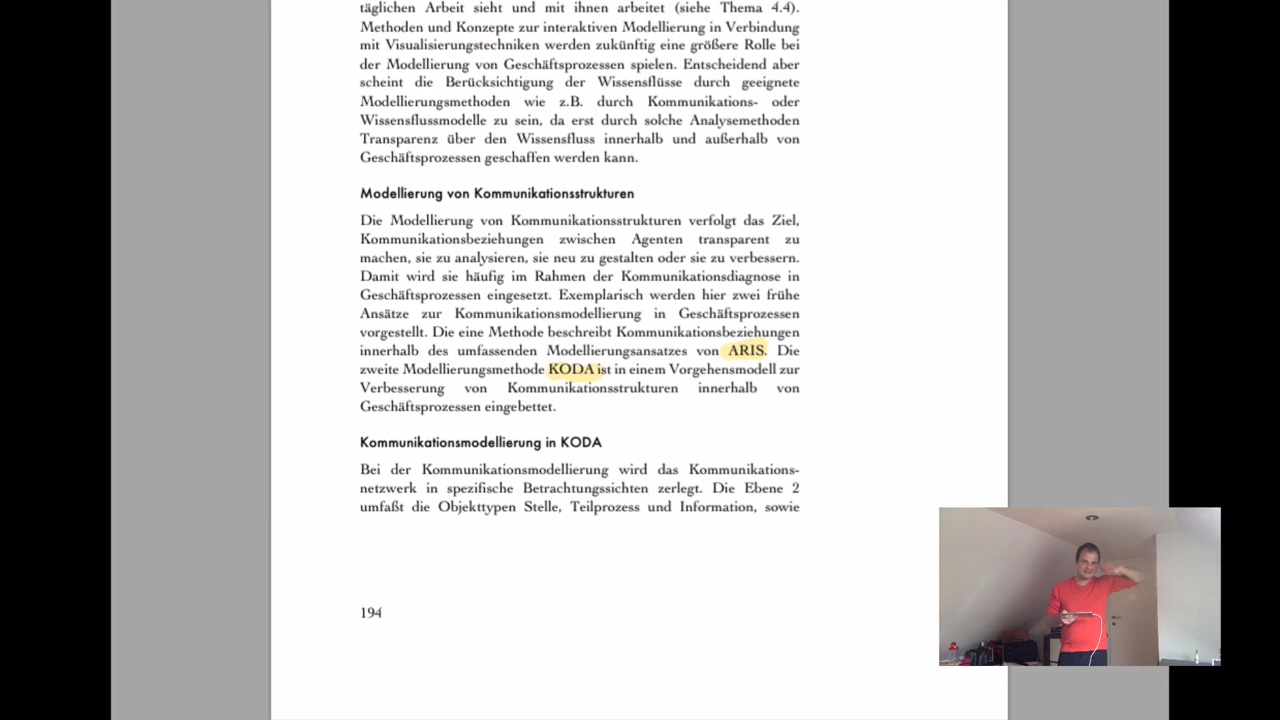 täglichen Arbeit sieht und mit ihnen arbeitet (siehe Thema 4.4).
Methoden und Konzepte zur interaktiven Modellierung in Verbindung
mit Visualisierungstechniken werden zukünftig eine größere Rolle bei
der Modellierung von Geschäftsprozessen spielen. Entscheidend aber
scheint die Berücksichtigung der Wissensflüsse durch geeignete
Modellierungsmethoden wie z.B. durch Kommunikations- oder
Wissensflussmodelle zu sein, da erst durch solche Analysemethoden
Transparenz über den Wissensfluss innerhalb und außerhalb von
Geschäftsprozessen geschaffen werden kann.
Modellierung von Kommunikationsstrukturen
Die Modellierung von Kommunikationsstrukturen verfolgt das Ziel,
Kommunikationsbeziehungen zwischen Agenten transparent zu
machen, sie zu analysieren, sie neu zu gestalten oder sie zu verbessern.
Damit wird sie häufig im Rahmen der Kommunikationsdiagnose in
Geschäftsprozessen eingesetzt. Exemplarisch werden hier zwei frühe
Ansätze zur Kommunikationsmodellierung in Geschäftsprozessen
vorgestellt. Die eine Methode beschreibt Kommunikationsbeziehungen
innerhalb des umfassenden Modellierungsansatzes von ARIS. Die
zweite Modellierungsmethode KODA ist in einem Vorgehensmodell zur
Verbesserung von Kommunikationsstrukturen innerhalb von
Geschäftsprozessen eingebettet.
Kommunikationsmodellierung in KODA
Bei der Kommunikationsmodellierung wird das Kommunikations-
netzwerk in spezifische Betrachtungssichten zerlegt. Die Ebene 2
umfaßt die Objekttypen Stelle, Teilprozess und Information, sowie
194